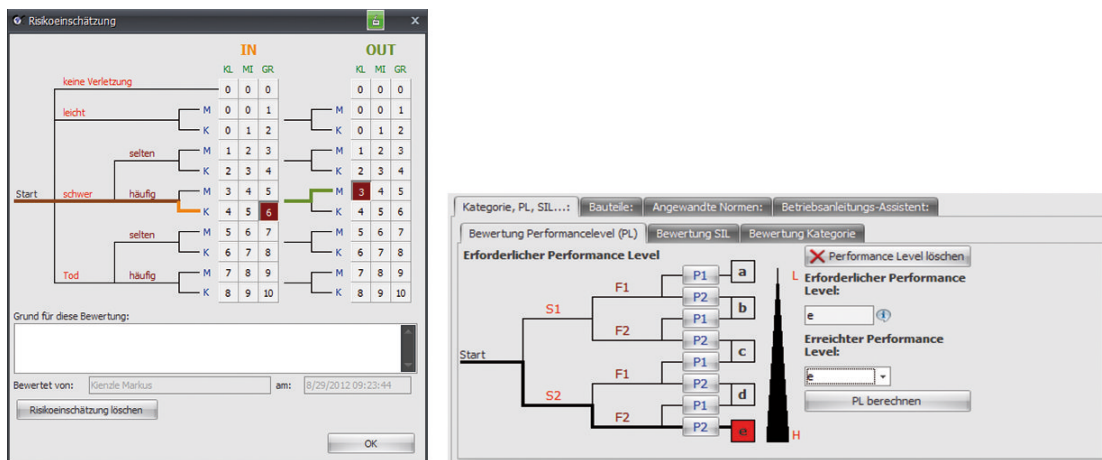 Risikoeinschätzung X
IN OUT
KL MI GR KL MI GR
keine Verletzung 0 0 0 0 0 0
leicht M 0 0 1 M 0 0 1
K 0 1 2 K 0 1 2
selten M 1 2 3 M 1 2 3
K 2 3 4 K 2 3 4
Start schwer häufig M 3 4 5 M 3 4 5
K 4 5 6 K 4 5 6
selten M 5 6 7 M 5 6 7
K 6 7 8 K 6 7 8
Tod häufig M 7 8 9 M 7 8 9
K 8 9 10 K 8 9 10
Grund für diese Bewertung:
Bewertet von: Kienzle Markus am: 8/29/2012 09:23:44
Risikoeinschätzung löschen
OK
Kategorie, PL, SIL...: Bauteile: Angewandte Normen: Betriebsanleitungs-Assistent:
Bewertung Performancelevel (PL) Bewertung SIL Bewertung Kategorie
Erforderlicher Performance Level
Start
S1
S2
F1
F2
F1
F2
P1
P2
P1
P2
P1
P2
P1
P2
a
b
c
d
e
L
H
Performance Level löschen
Erforderlicher Performance
Level:
e
Erreichter Performance
Level:
e
PL berechnen